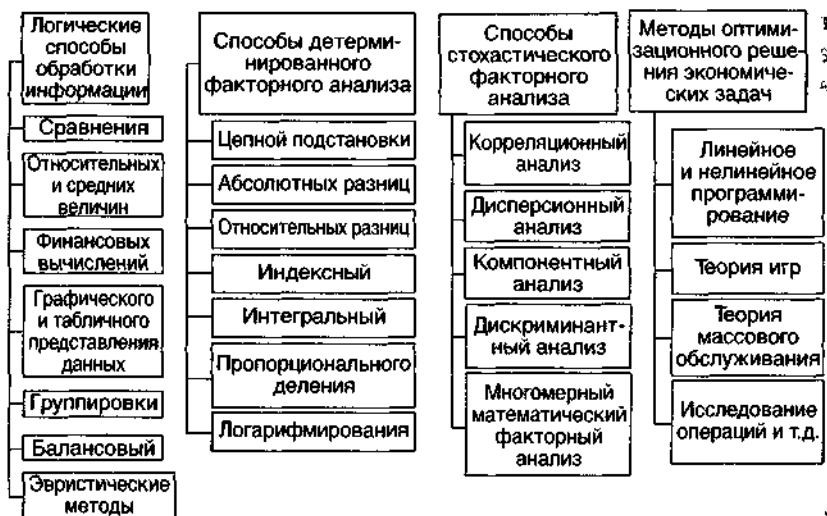 Логические
способы
обработки
информации
Сравнения
Относительных
и средних
величин
Финансовых
вычислений
Графического
и табличного
представления
данных
Группировки
Балансовый
Эвристические
методы
Способы детерми-
нированного
факторного анализа
Цепной подстановки
Абсолютных разниц
Относительных разниц
Индексный
Интегральный
Пропорционального
деления
Логарифмирования
Способы
стохастического
факторного
анализа
Корреляционный
анализ
Дисперсионный
анализ
Компонентный
анализ
Дискриминант-
ный анализ
Многомерный
математический
факторный
анализ
Методы оптими-
зационного реше-
ния экономиче-
ских задач
Линейное
и нелинейное
программи-
рование
Теория игр
Теория
массового
обслуживания
Исследование
операций и т.д.